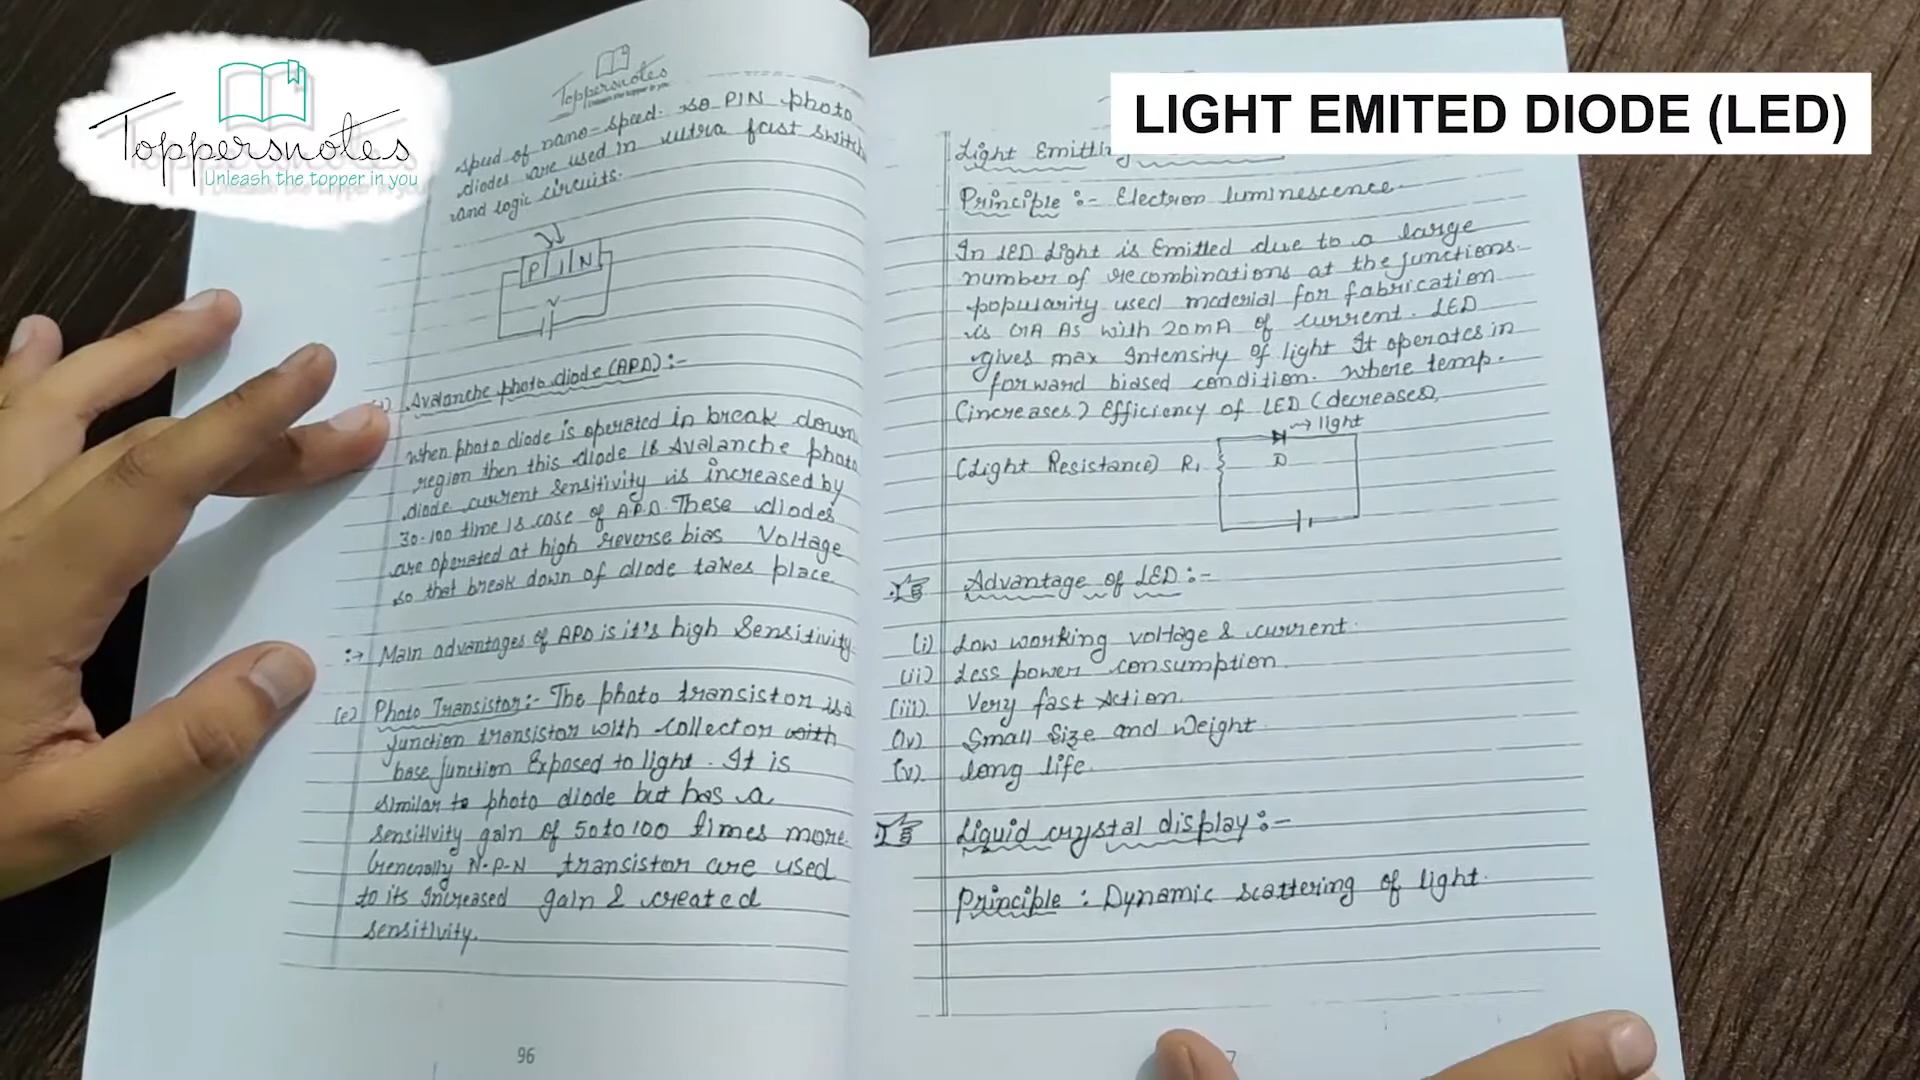 Toppersnotes
Unleash the topper in you
LIGHT EMITED DIODE (LED)
Toppersnotes
Unleash the topper in you
speed of nano-speed. so PIN photo
diodes are used in ultra fast switch
and logic circuits.
P I N
V
Avalanche photo diode (APD) :-
when photo diode is operated in break down
region then this diode is Avalanche photo
diode current sensitivity is increased by
30-100 time is case of A.P.D. These diodes
are operated at high reverse bias Voltage
so that break down of diode takes place
:→ Main advantages of APD is it's high Sensitivity
(e) Photo Transistor:- The photo transistor is a
junction transistor with collector with
base junction Exposed to light. It is
similar to photo diode but has a
sensitivity gain of 50 to 100 times more.
Generally N-P-N transistor are used
to its increased gain & created
sensitivity.
96
Light Emitting
Principle :- Electron luminescence.
In LED Light is Emitted due to a large
number of recombinations at the junctions.
popularity used material for fabrication
is GA AS with 20mA of current. LED
gives max Intensity of light It operates in
forward biased condition. where temp.
(increases) Efficiency of LED (decreases)
→ light
(Light Resistance) R₁ D
Advantage of LED :-
(i) Low working voltage & current.
(ii) Less power consumption.
(iii) Very fast Action.
(iv) Small Size and Weight.
(v) long life.
Liquid crystal display :-
Principle : Dynamic scattering of light.
7